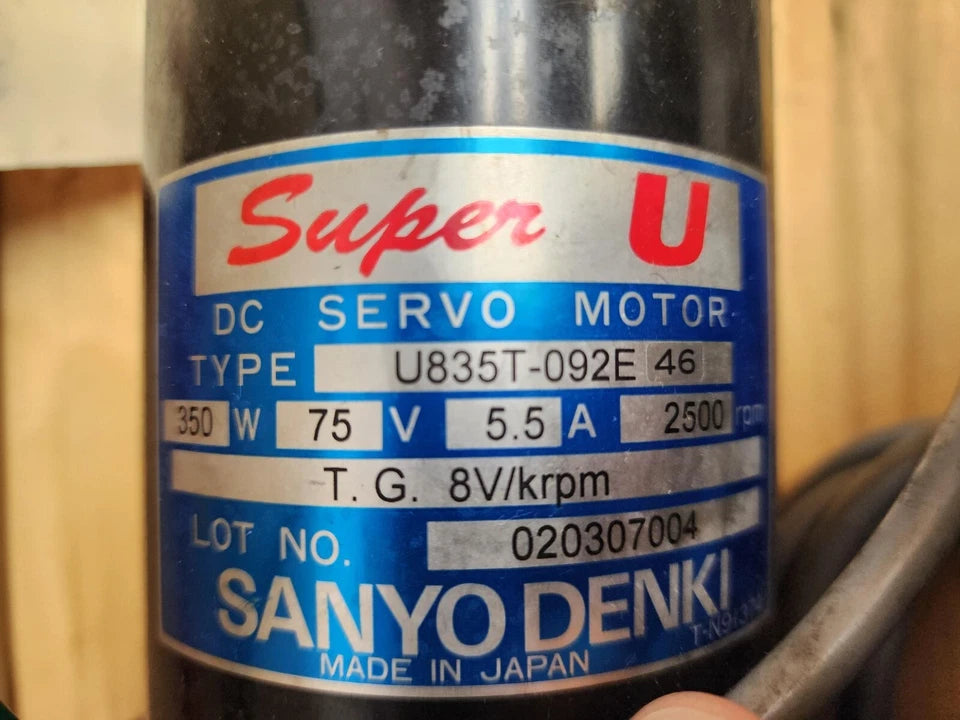 Super U
DC SERVO MOTOR
TYPE U835T-092E 46
350 W 75 V 5.5 A 2500 rpm
T. G. 8V/krpm
LOT NO. 020307004
SANYO DENKI
MADE IN JAPAN